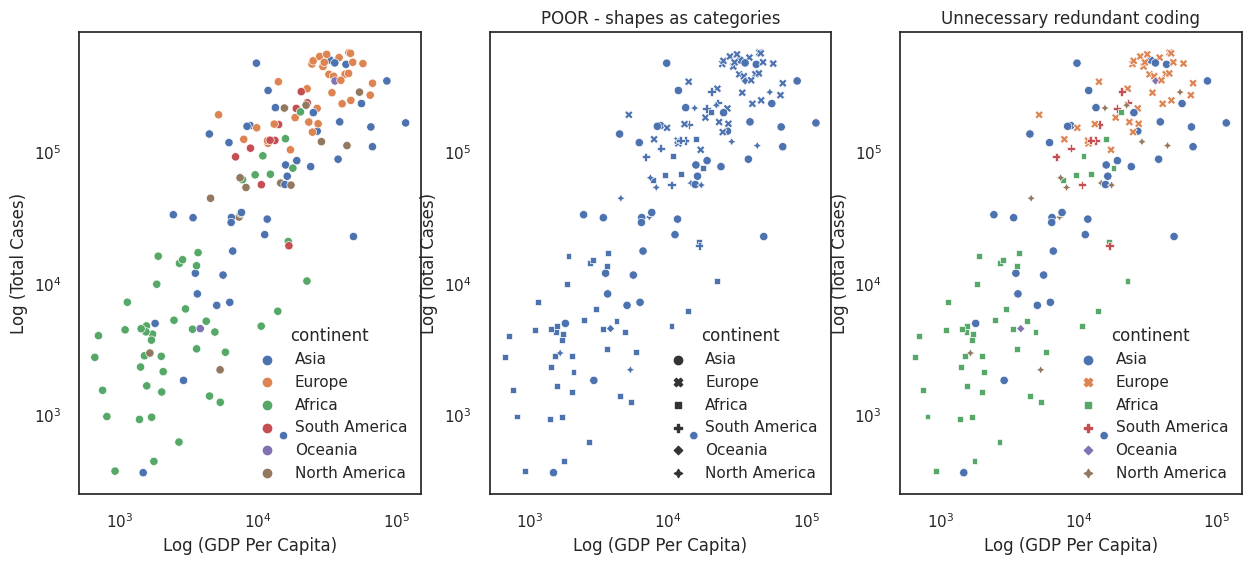 POOR - shapes as categories
Unnecessary redundant coding
Log (Total Cases)
10^5
10^4
10^3
continent
Asia
Europe
Africa
South America
Oceania
North America
10^3 10^4 10^5
Log (GDP Per Capita)
Log (Total Cases)
10^5
10^4
10^3
continent
Asia
Europe
Africa
South America
Oceania
North America
10^3 10^4 10^5
Log (GDP Per Capita)
Log (Total Cases)
10^5
10^4
10^3
continent
Asia
Europe
Africa
South America
Oceania
North America
10^3 10^4 10^5
Log (GDP Per Capita)